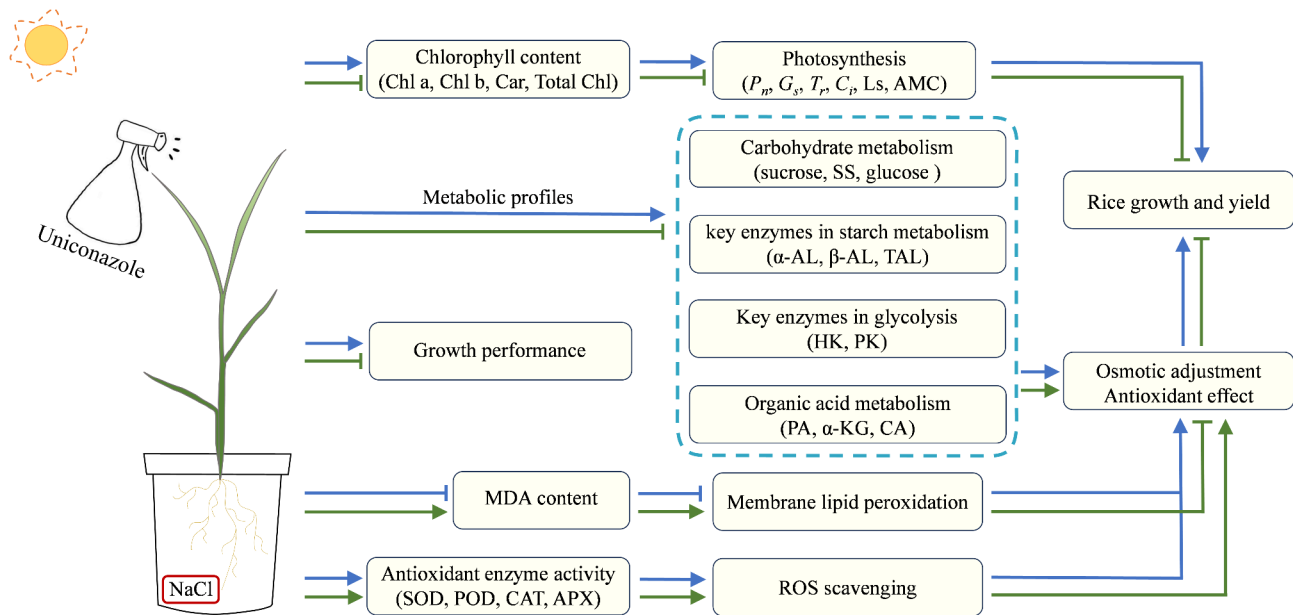 Chlorophyll content
(Chl a, Chl b, Car, Total Chl)
Photosynthesis
(Pn, Gs, Tr, Ci, Ls, AMC)
Uniconazole
Metabolic profiles
Carbohydrate metabolism
(sucrose, SS, glucose )
key enzymes in starch metabolism
(α-AL, β-AL, TAL)
Key enzymes in glycolysis
(HK, PK)
Organic acid metabolism
(PA, α-KG, CA)
Rice growth and yield
Growth performance
Osmotic adjustment
Antioxidant effect
MDA content
Membrane lipid peroxidation
NaCl
Antioxidant enzyme activity
(SOD, POD, CAT, APX)
ROS scavenging